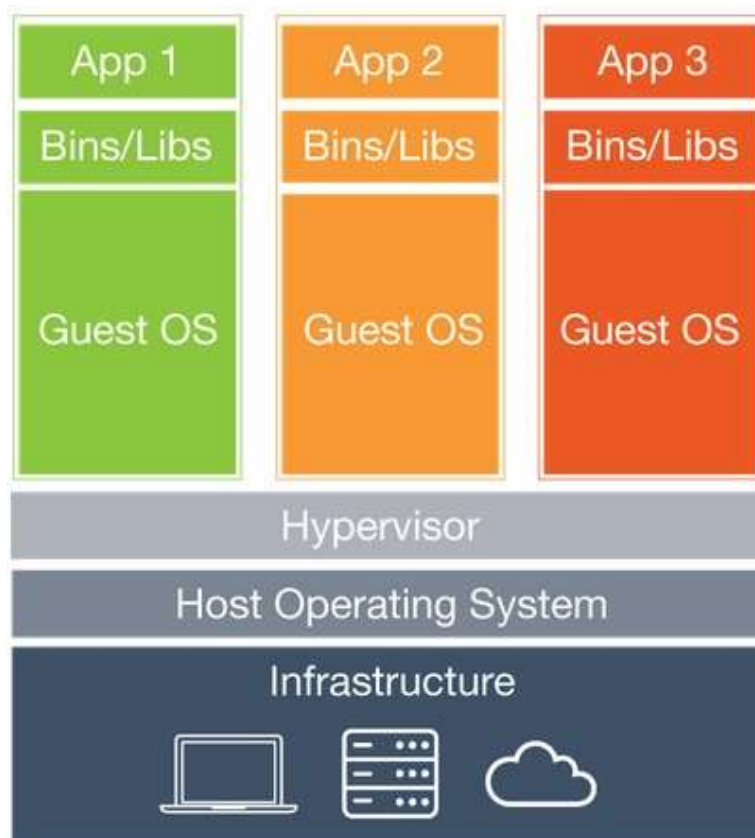 App 1
App 2
App 3
Bins/Libs
Bins/Libs
Bins/Libs
Guest OS
Guest OS
Guest OS
Hypervisor
Host Operating System
Infrastructure